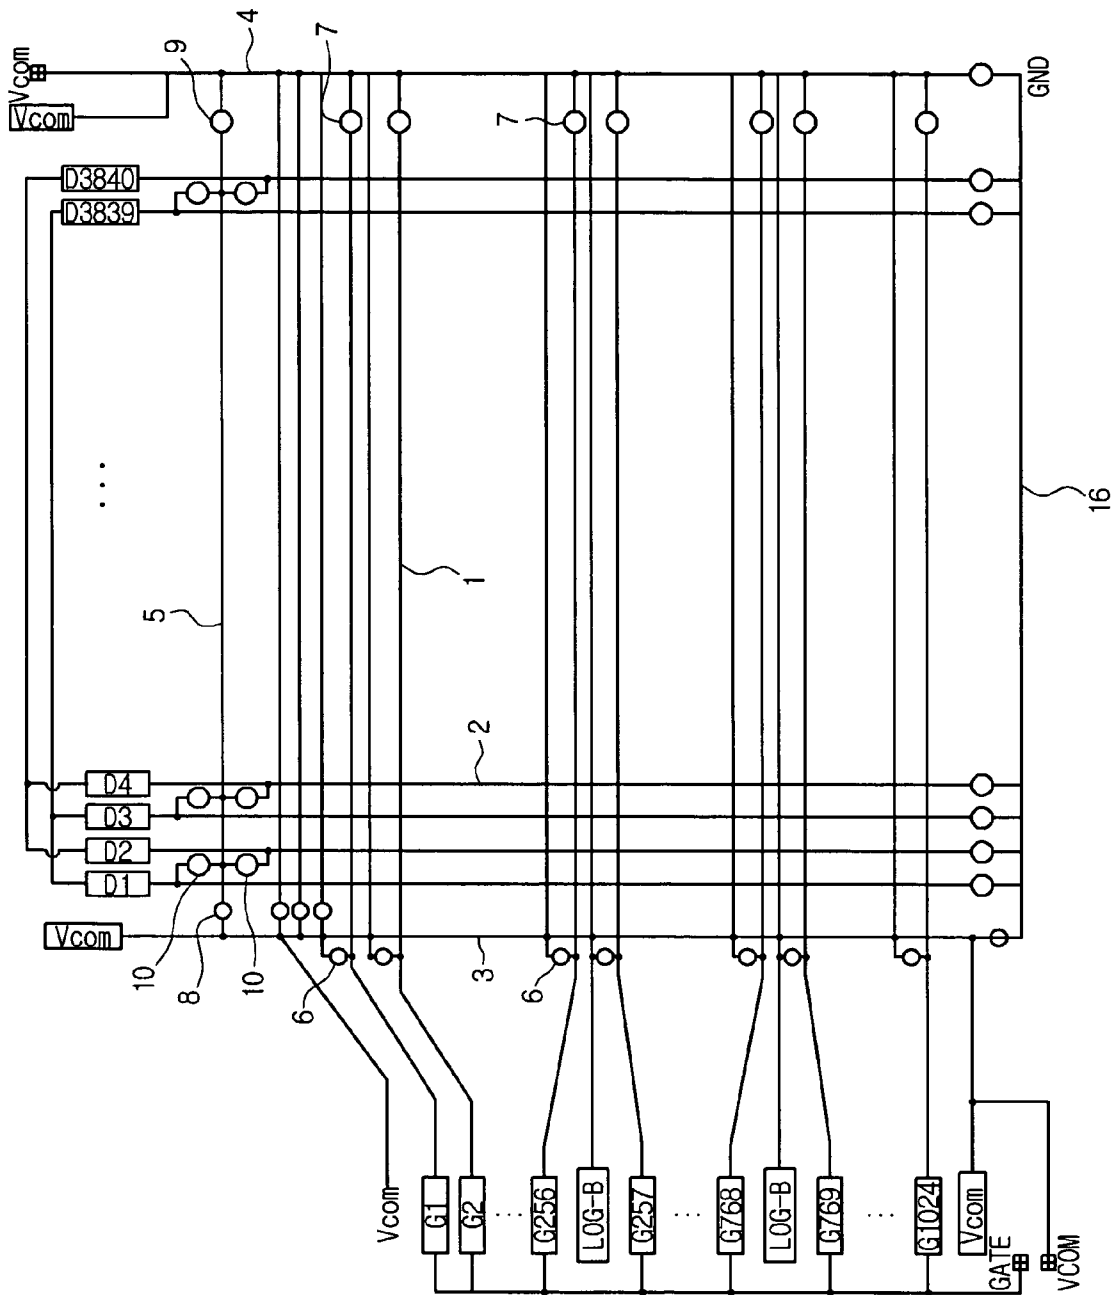 Vcom
Vcom
4
9
7
D3840
D3839
7
GND
...
5
1
16
D4
D3
D2
D1
2
Vcom
10
8
10
6
6
3
Vcom
G1
G2
...
G256
LOG-B
G257
...
G768
LOG-B
G769
...
G1024
Vcom
GATE
VCOM